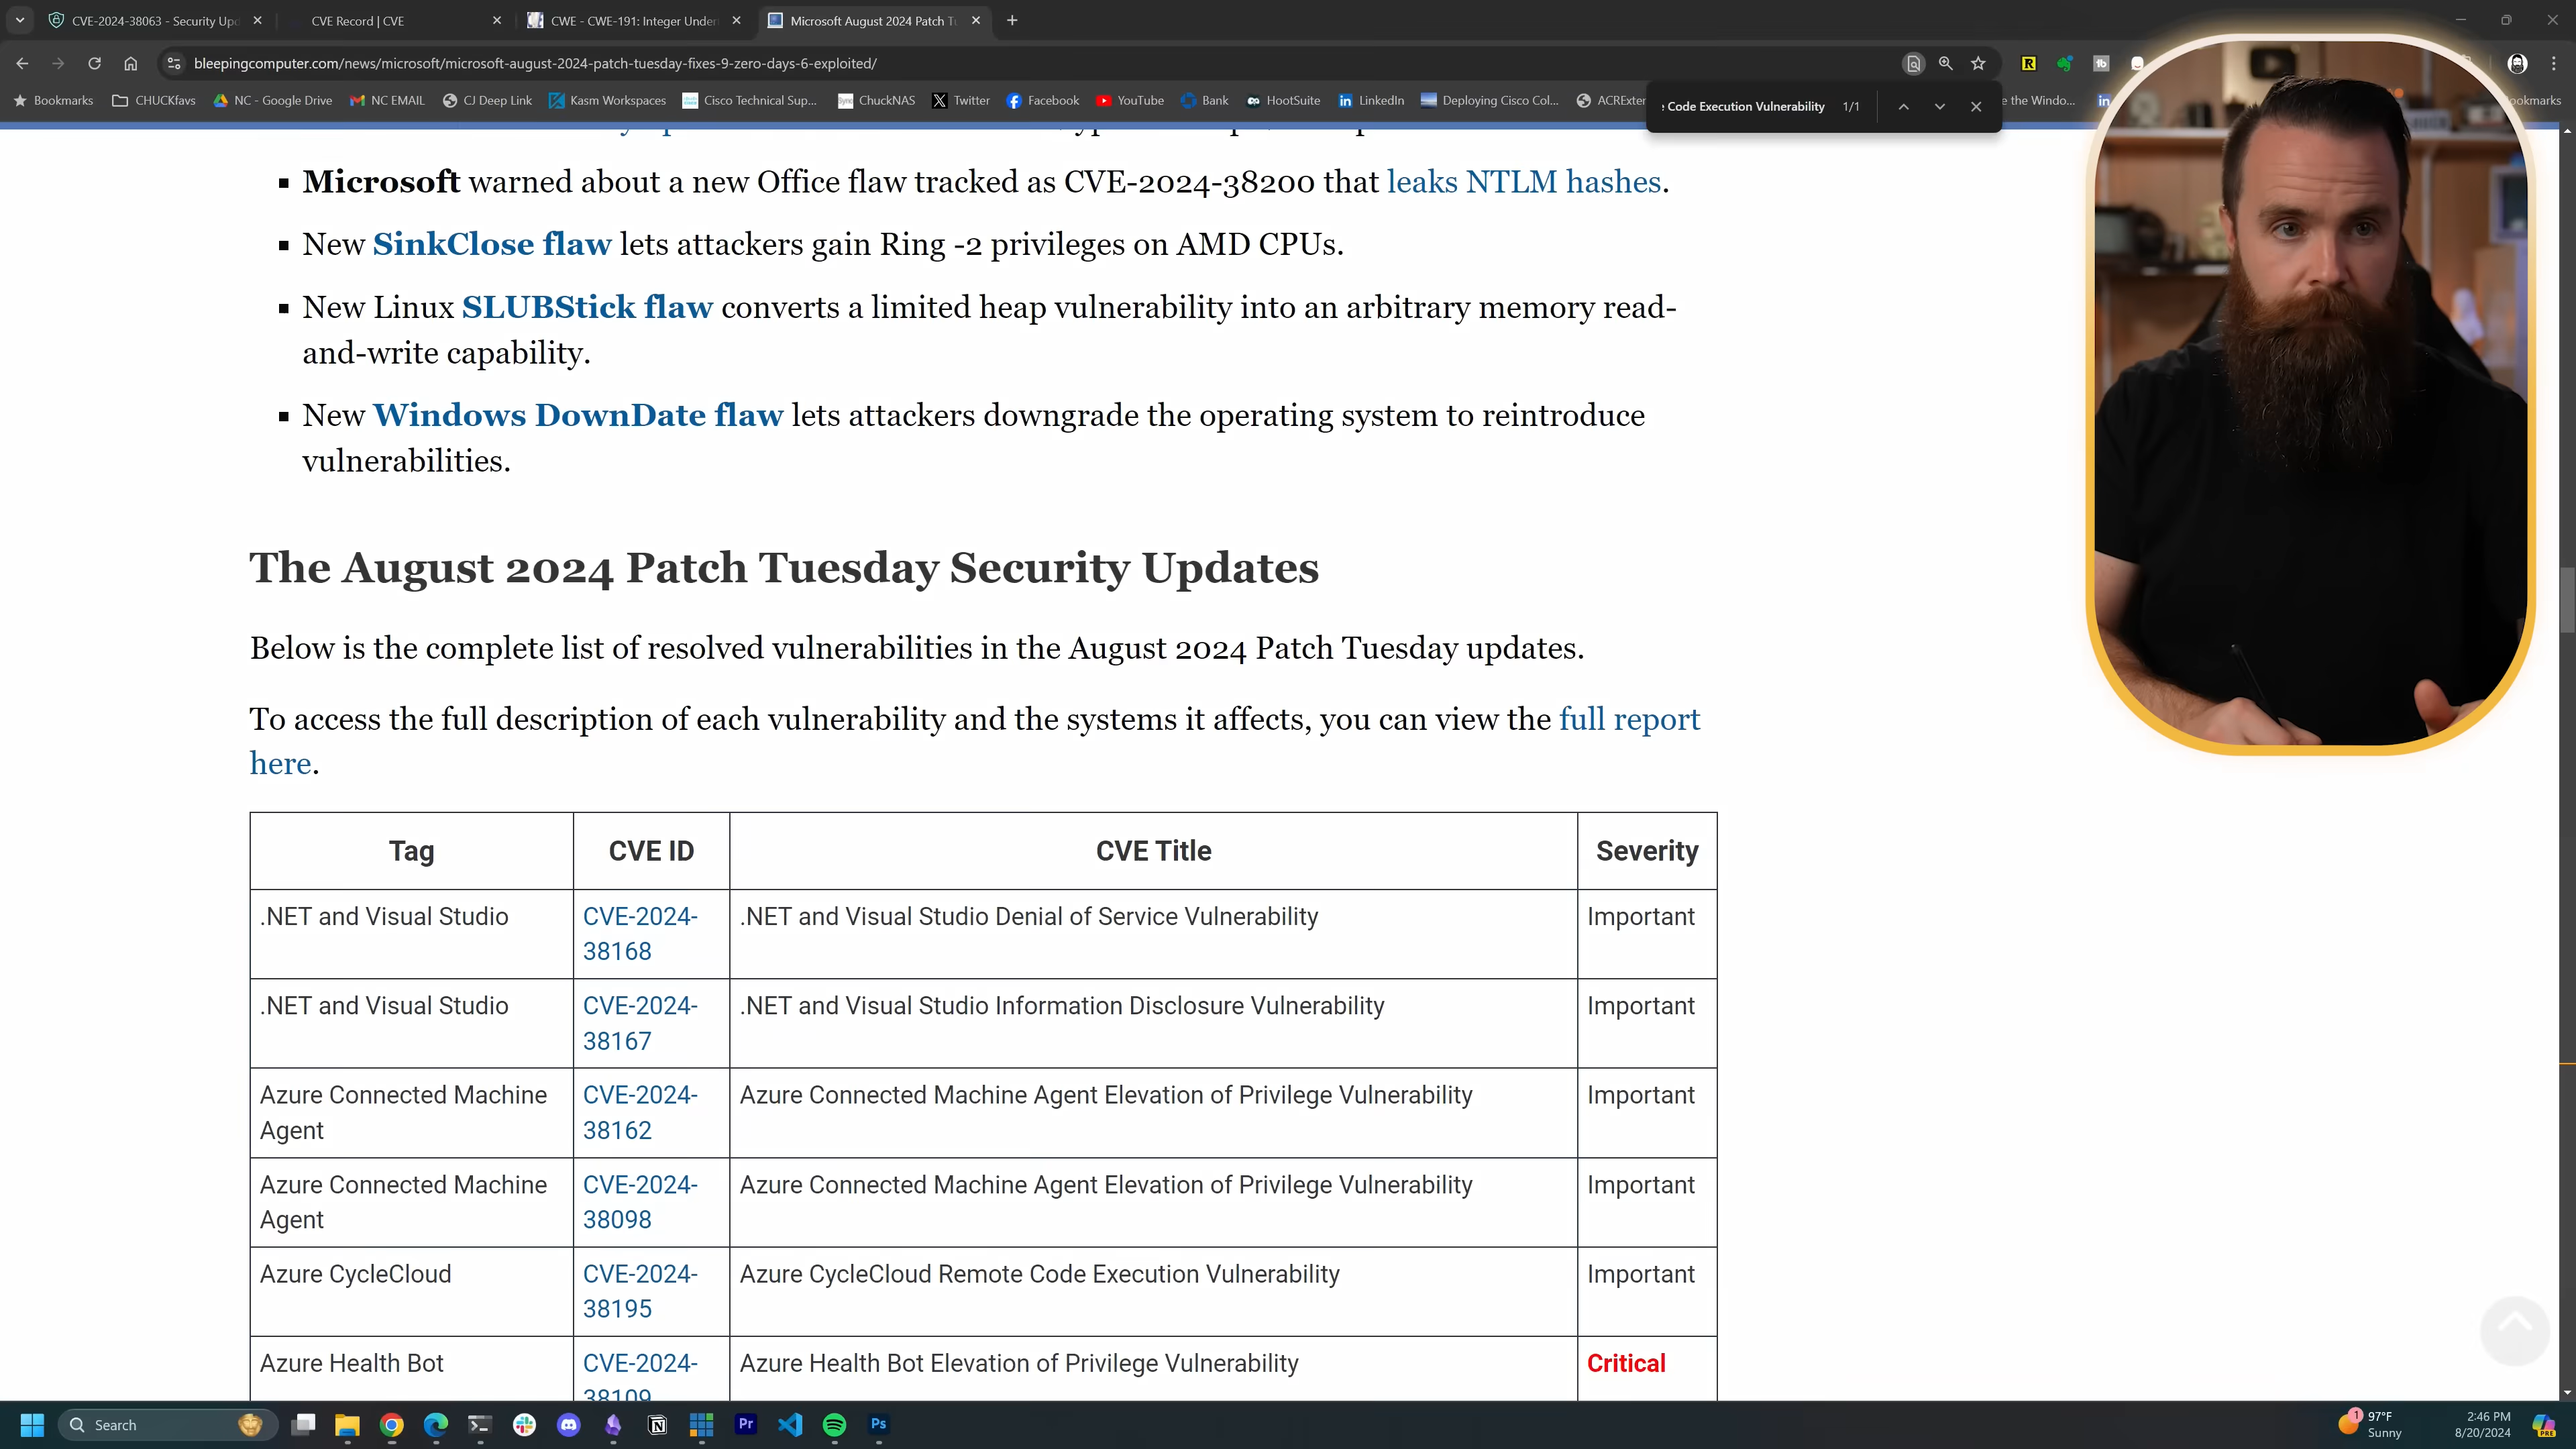 CVE-2024-38063 - Security Upd
CVE Record | CVE
CWE - CWE-191: Integer Under
Microsoft August 2024 Patch Tu
bleepingcomputer.com/news/microsoft/microsoft-august-2024-patch-tuesday-fixes-9-zero-days-6-exploited/
Bookmarks CHUCKfavs NC - Google Drive NC EMAIL CJ Deep Link Kasm Workspaces Cisco Technical Sup... ChuckNAS Twitter Facebook YouTube Bank HootSuite LinkedIn Deploying Cisco Col... ACRExter e the Windo... ookmarks
Code Execution Vulnerability 1/1
Microsoft warned about a new Office flaw tracked as CVE-2024-38200 that leaks NTLM hashes.
New SinkClose flaw lets attackers gain Ring -2 privileges on AMD CPUs.
New Linux SLUBStick flaw converts a limited heap vulnerability into an arbitrary memory read-
and-write capability.
New Windows DownDate flaw lets attackers downgrade the operating system to reintroduce
vulnerabilities.
The August 2024 Patch Tuesday Security Updates
Below is the complete list of resolved vulnerabilities in the August 2024 Patch Tuesday updates.
To access the full description of each vulnerability and the systems it affects, you can view the full report
here.
Tag CVE ID CVE Title Severity
.NET and Visual Studio CVE-2024- .NET and Visual Studio Denial of Service Vulnerability Important
38168
.NET and Visual Studio CVE-2024- .NET and Visual Studio Information Disclosure Vulnerability Important
38167
Azure Connected Machine CVE-2024- Azure Connected Machine Agent Elevation of Privilege Vulnerability Important
Agent 38162
Azure Connected Machine CVE-2024- Azure Connected Machine Agent Elevation of Privilege Vulnerability Important
Agent 38098
Azure CycleCloud CVE-2024- Azure CycleCloud Remote Code Execution Vulnerability Important
38195
Azure Health Bot CVE-2024- Azure Health Bot Elevation of Privilege Vulnerability Critical
38109
Search
97°F
Sunny
2:46 PM
8/20/2024